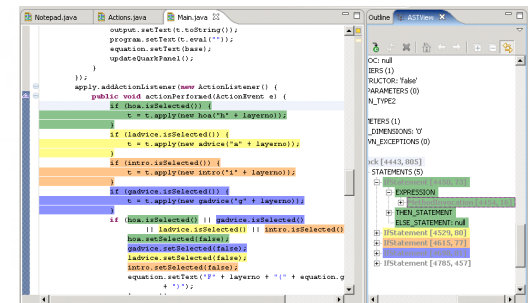 Notepad.java
Actions.java
Main.java
output.setText(t.toString());
program.setText(t.eval(""));
equation.setText(base);
updateQuarkPanel();
}
});
apply.addActionListener(new ActionListener() {
public void actionPerformed(ActionEvent e) {
if (hoa.isSelected()) {
t = t.apply(new hoa("h" + layerno));
}
if (ladvice.isSelected()) {
t = t.apply(new advice("a" + layerno));
}
if (intro.isSelected()) {
t = t.apply(new intro("i" + layerno));
}
if (gadvice.isSelected()) {
t = t.apply(new gadvice("g" + layerno));
}
if (hoa.isSelected() || gadvice.isSelected()
|| ladvice.isSelected() || intro.isSelected()
hoa.setSelected(false);
gadvice.setSelected(false);
ladvice.setSelected(false);
intro.setSelected(false);
equation.setText("F" + layerno + "(" + equation.g
+ ")");
Outline
ASTView
OC: null
IERS (1)
TRUCTOR: 'false'
PARAMETERS (0)
N_TYPE2
METERS (1)
_DIMENSIONS: '0'
WN_EXCEPTIONS (0)
ck [4443, 805]
STATEMENTS (5)
IfStatement
EXPRESSION
THEN_STATEMENT
ELSE_STATEMENT: null
IfStatement [4529, 80]
IfStatement [4615, 77]
IfStatement [4785, 457]